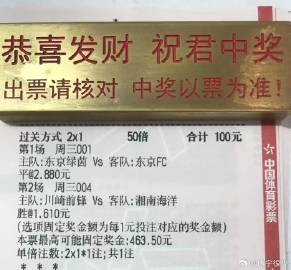 恭喜发财 祝君中奖
出票请核对 中奖以票为准！
过关方式 2x1 50倍 合计 100元
第1场 周三001
主队:东京绿茵 Vs 客队:东京FC
平@2.880元
第2场 周三004
主队:川崎前锋 Vs 客队:湘南海洋
胜@1.610元
(选项固定奖金额为每1元投注对应的奖金额)
本票最高可能固定奖金:463.50元
单倍注数:2x1*1注;共1注
中国体育彩票